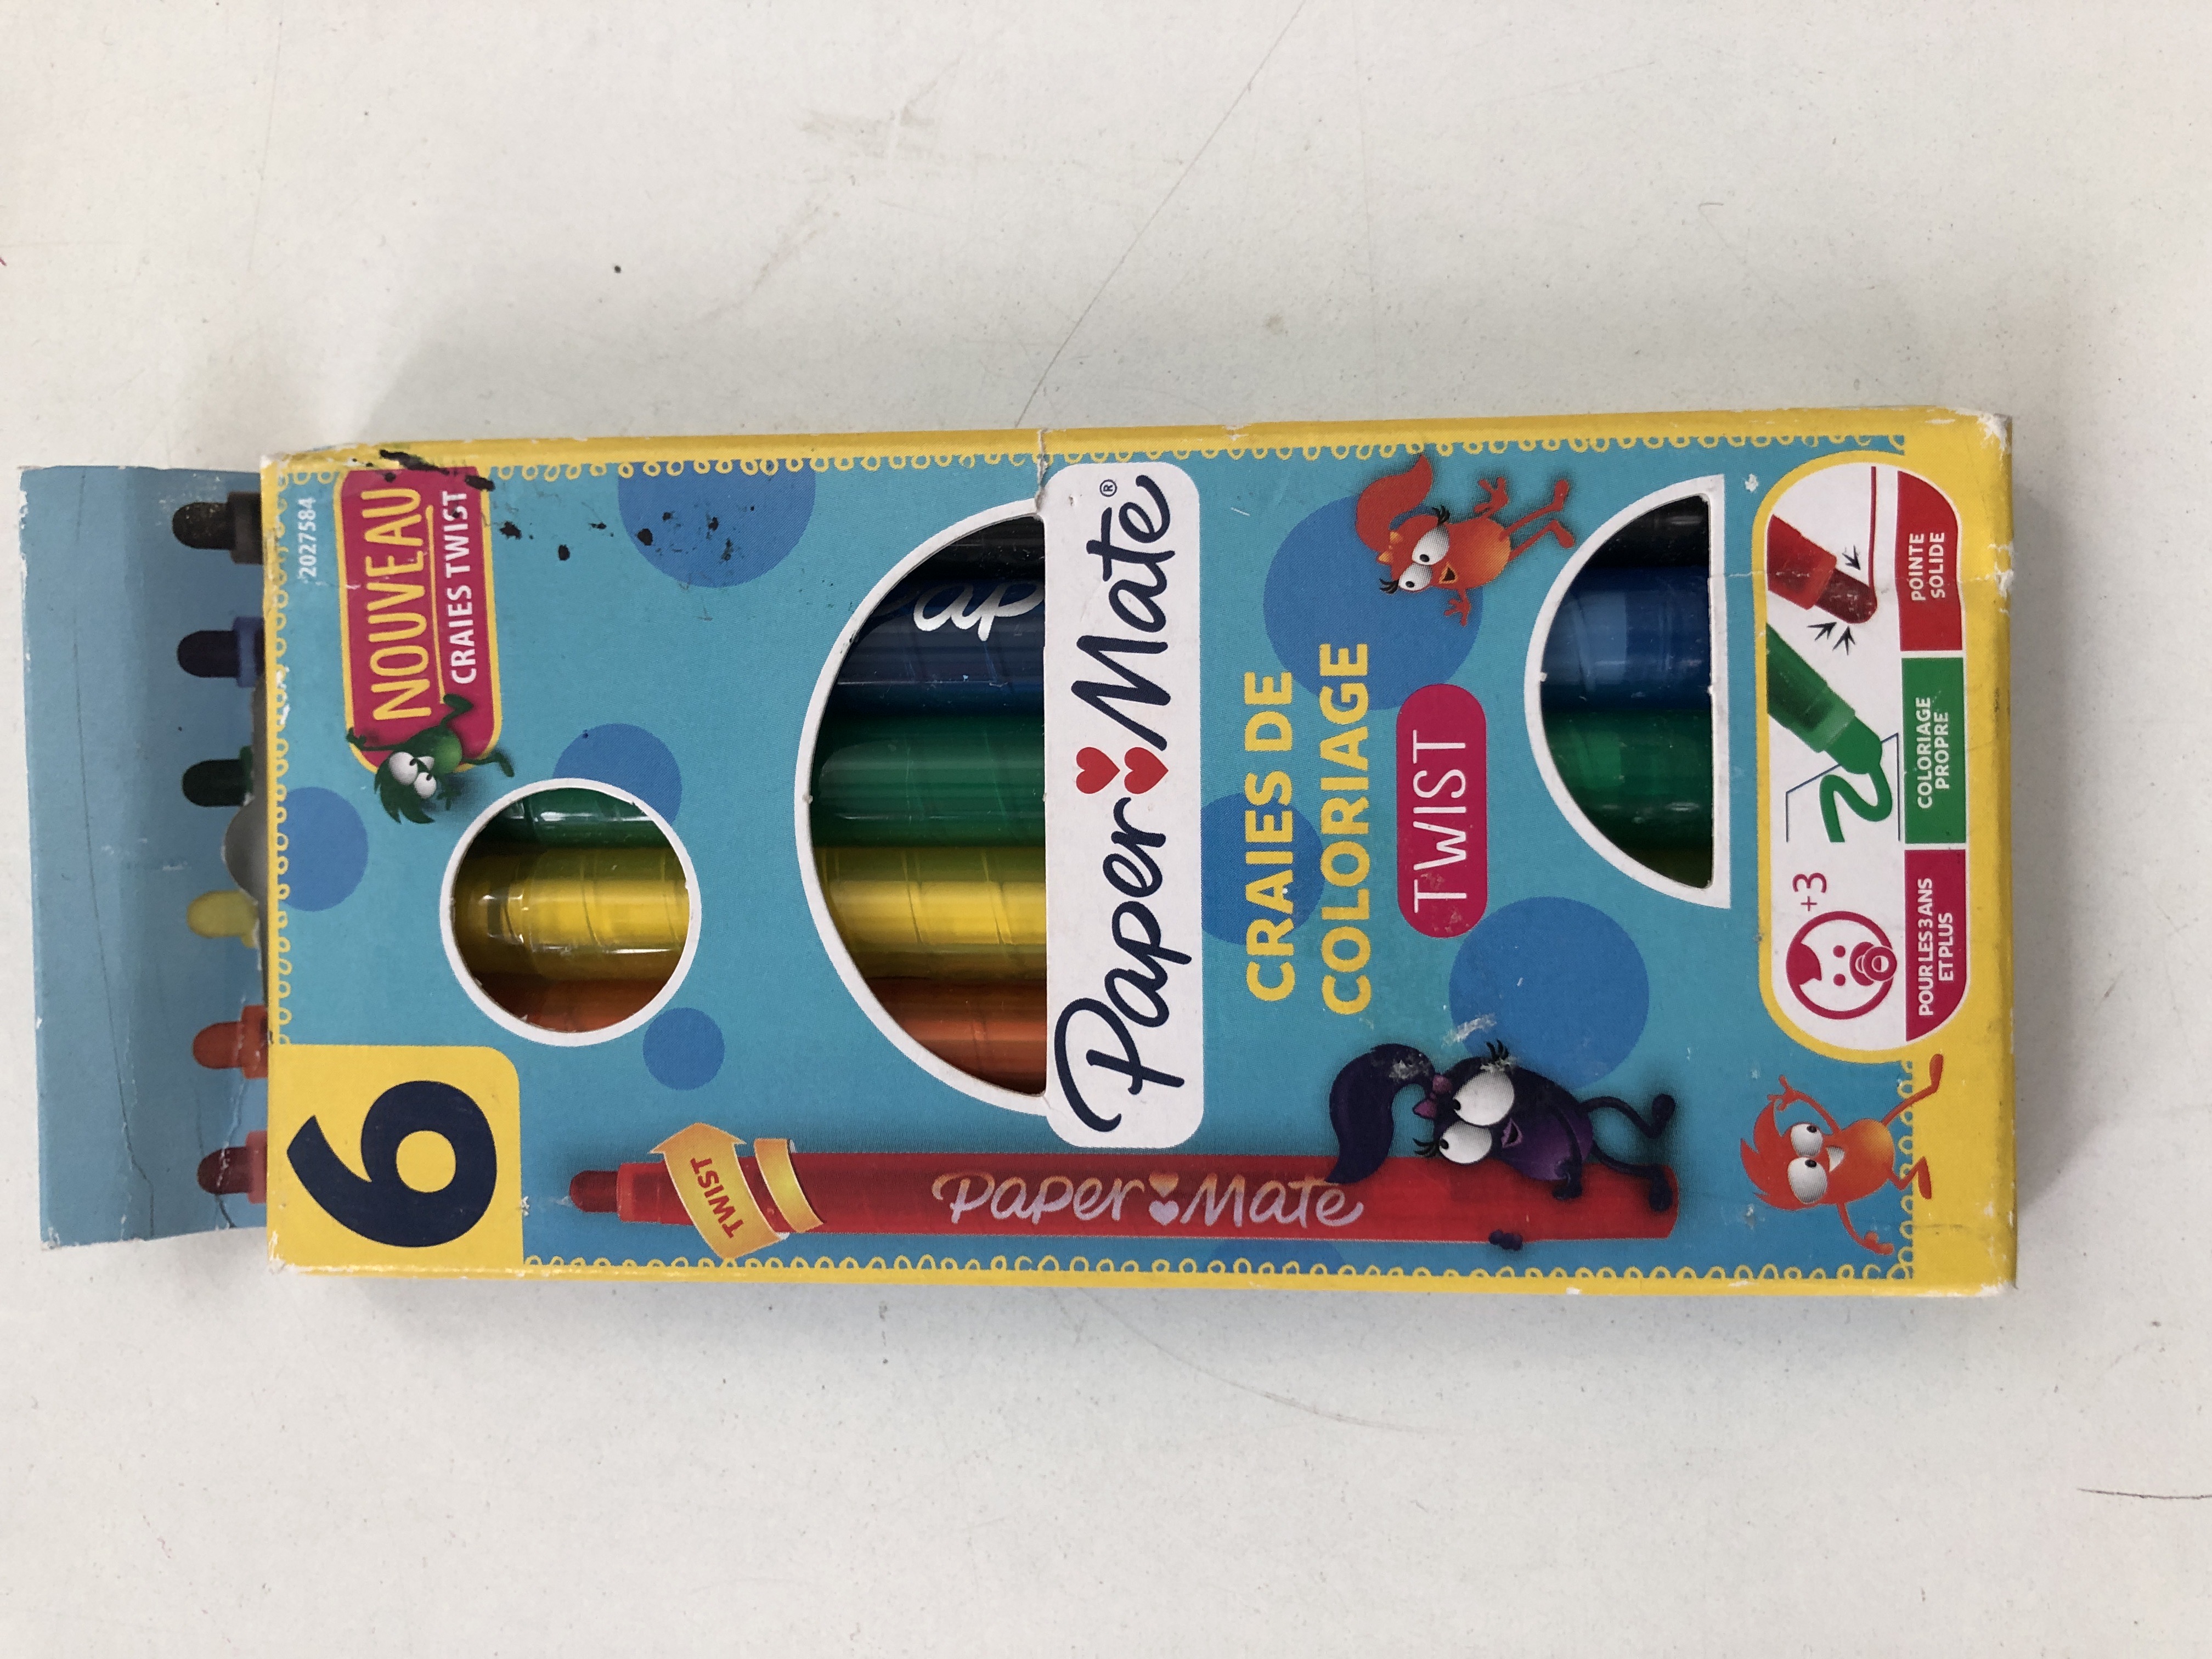 6
2027584
NOUVEAU
CRAIES TWIST
TWIST
ap
Paper Mate®
Paper Mate
CRAIES DE
COLORIAGE
TWIST
+3
POUR LES 3 ANS
ET PLUS
COLORIAGE
PROPRE
POINTE
SOLIDE